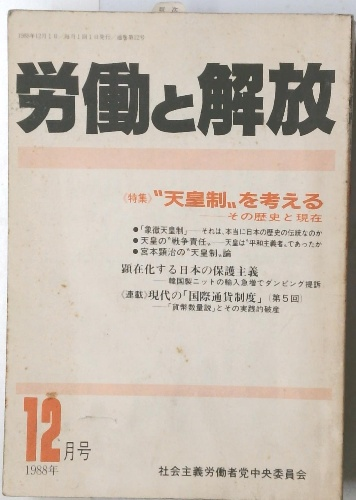 労働と解放
《特集》〝天皇制〟を考える
──その歴史と現在
●「象徴天皇制」──それは、本当に日本の歴史の伝統なのか
●天皇の〝戦争責任〟──天皇は〝平和主義者〟であったか
●宮本顕治の〝天皇制〟論
顕在化する日本の保護主義
──韓国製ニットの輸入急増でダンピング提訴
《連載》現代の「国際通貨制度」(第5回)
──「貨幣数量説」とその実践的破産
12月号
1988年
社会主義労働者党中央委員会